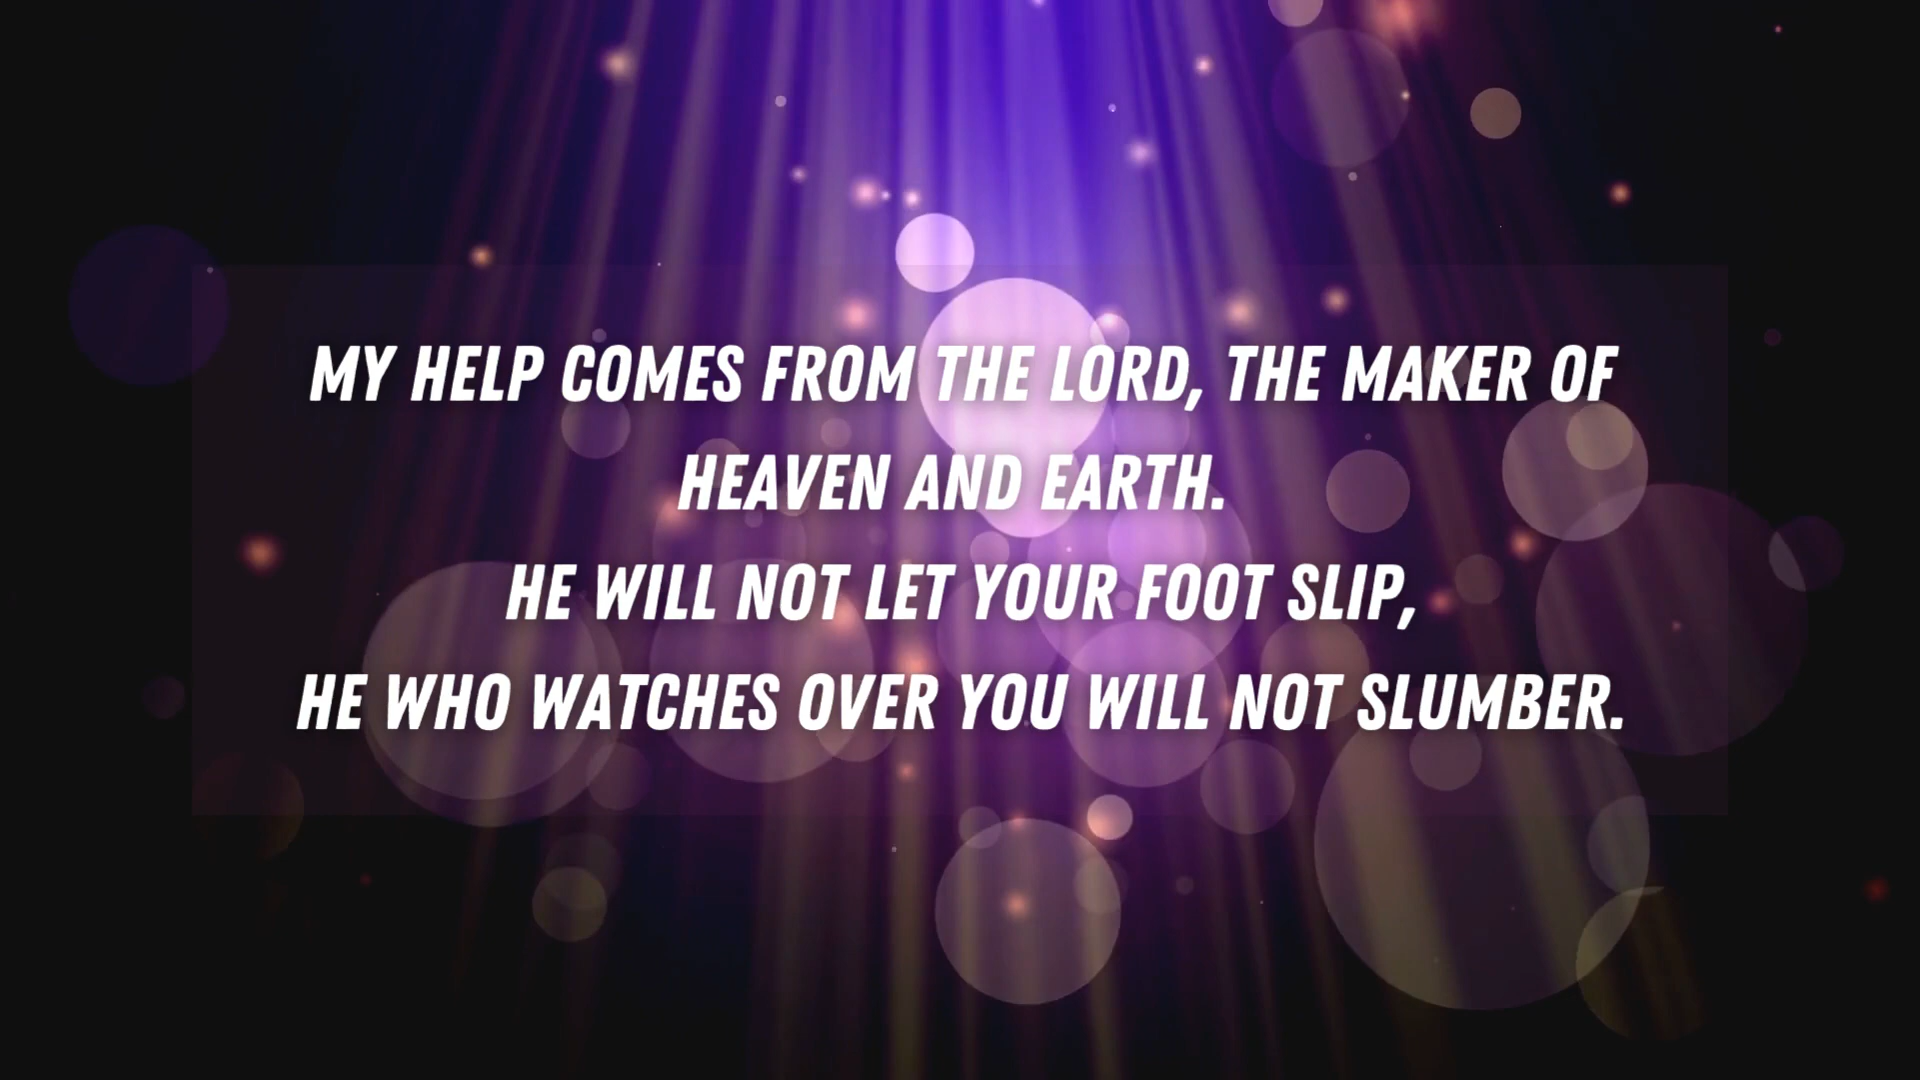 MY HELP COMES FROM THE LORD, THE MAKER OF
HEAVEN AND EARTH.
HE WILL NOT LET YOUR FOOT SLIP,
HE WHO WATCHES OVER YOU WILL NOT SLUMBER.